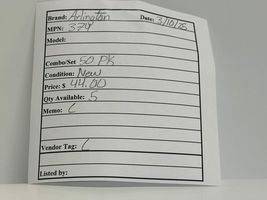 Brand: Arlington Date: 3/10/25
MPN: 374
Model:
Combo/Set 50 PK
Condition: New
Price: $ 44.00
Qty Available: 5
Memo: C
Vendor Tag: C
Listed by: